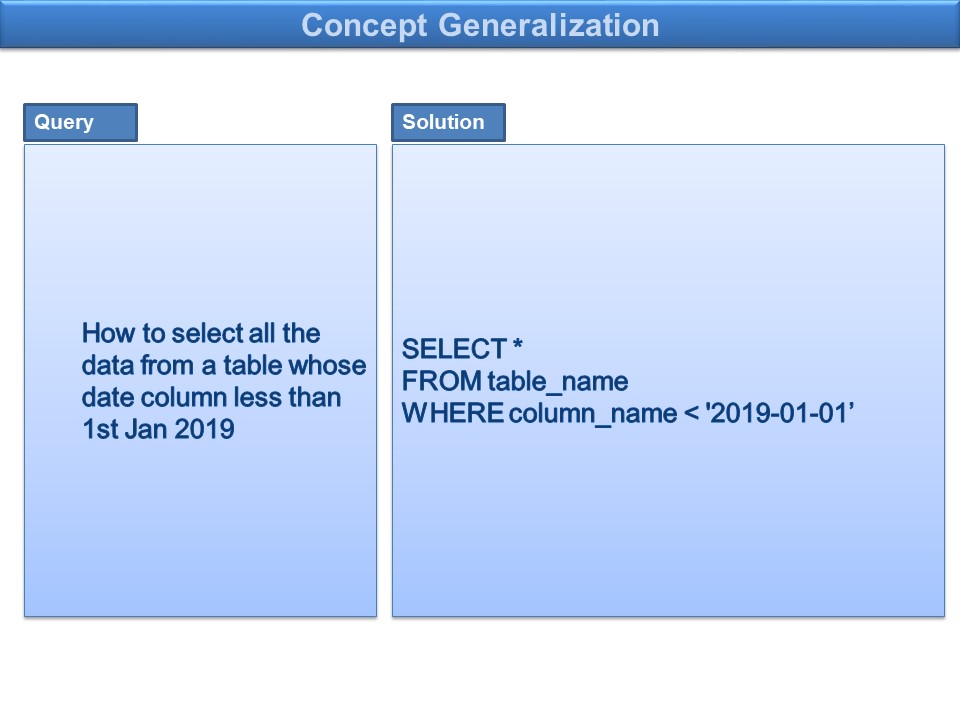 Concept Generalization
Query
Solution
How to select all the
data from a table whose
date column less than
1st Jan 2019
SELECT *
FROM table_name
WHERE column_name < '2019-01-01’